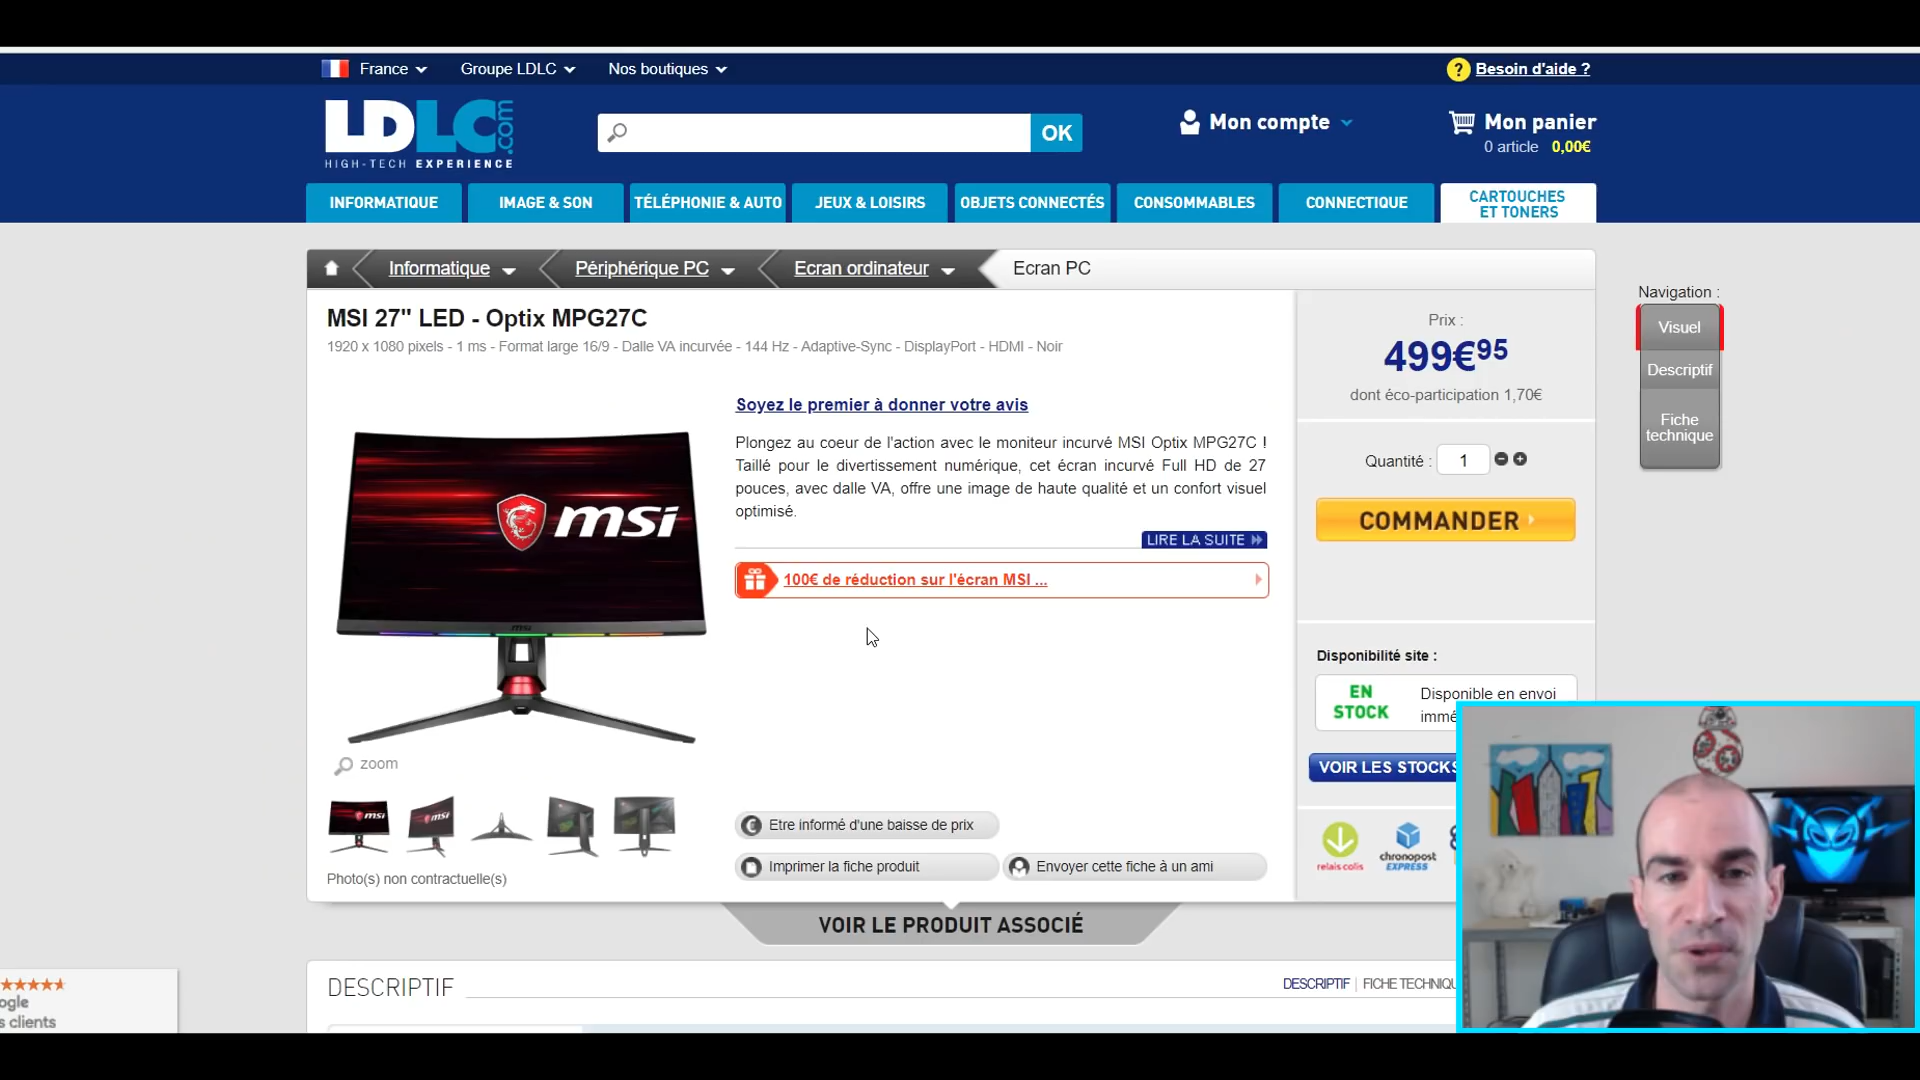 France
Groupe LDLC
Nos boutiques
? Besoin d'aide ?
LDLC.com
HIGH-TECH EXPERIENCE
OK
Mon compte
Mon panier
0 article 0,00€
INFORMATIQUE
IMAGE & SON
TÉLÉPHONIE & AUTO
JEUX & LOISIRS
OBJETS CONNECTÉS
CONSOMMABLES
CONNECTIQUE
CARTOUCHES
ET TONERS
Informatique
Périphérique PC
Ecran ordinateur
Ecran PC
MSI 27" LED - Optix MPG27C
1920 x 1080 pixels - 1 ms - Format large 16/9 - Dalle VA incurvée - 144 Hz - Adaptive-Sync - DisplayPort - HDMI - Noir
Soyez le premier à donner votre avis
Plongez au coeur de l'action avec le moniteur incurvé MSI Optix MPG27C !
Taillé pour le divertissement numérique, cet écran incurvé Full HD de 27
pouces, avec dalle VA, offre une image de haute qualité et un confort visuel
optimisé.
LIRE LA SUITE
100€ de réduction sur l'écran MSI ...
msi
msi
zoom
msi
msi
Photo(s) non contractuelle(s)
Etre informé d'une baisse de prix
Imprimer la fiche produit
Envoyer cette fiche à un ami
Prix :
499€95
dont éco-participation 1,70€
Quantité : 1
COMMANDER
Disponibilité site :
EN
STOCK
Disponible en envoi
immé
VOIR LES STOCKS
relais colis
chronopost
EXPRESS
Navigation :
Visuel
Descriptif
Fiche
technique
VOIR LE PRODUIT ASSOCIÉ
DESCRIPTIF
DESCRIPTIF | FICHE TECHNIQU
ogle
s clients